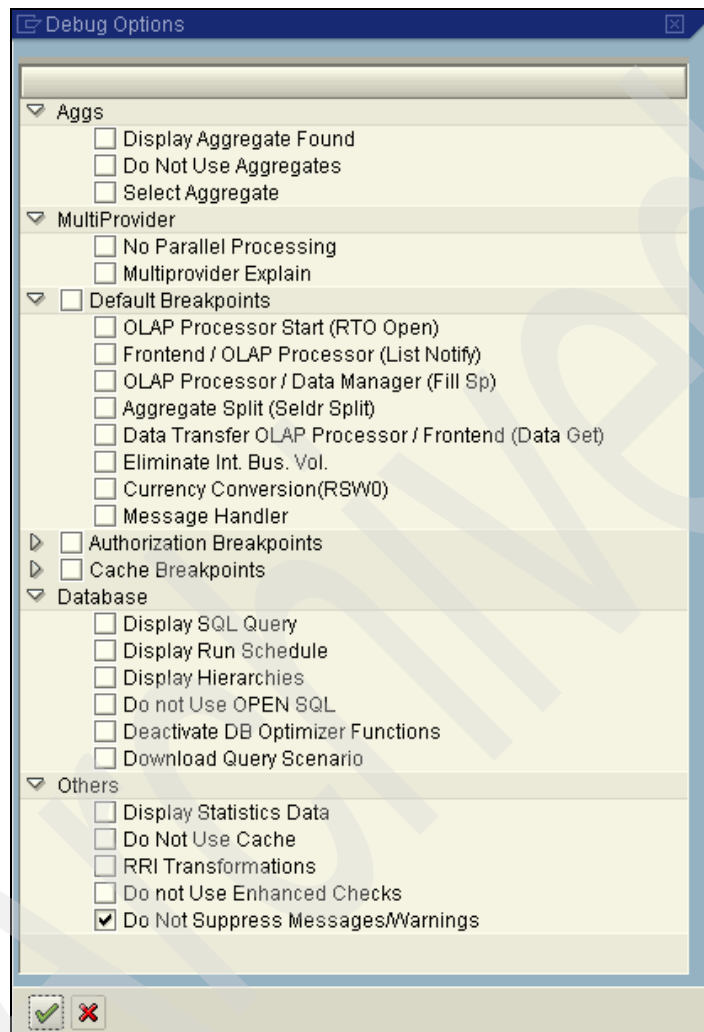 Debug Options
Aggs
Display Aggregate Found
Do Not Use Aggregates
Select Aggregate
MultiProvider
No Parallel Processing
Multiprovider Explain
Default Breakpoints
OLAP Processor Start (RTO Open)
Frontend / OLAP Processor (List Notify)
OLAP Processor / Data Manager (Fill Sp)
Aggregate Split (Seldr Split)
Data Transfer OLAP Processor / Frontend (Data Get)
Eliminate Int. Bus. Vol.
Currency Conversion(RSW0)
Message Handler
Authorization Breakpoints
Cache Breakpoints
Database
Display SQL Query
Display Run Schedule
Display Hierarchies
Do not Use OPEN SQL
Deactivate DB Optimizer Functions
Download Query Scenario
Others
Display Statistics Data
Do Not Use Cache
RRI Transformations
Do not Use Enhanced Checks
Do Not Suppress Messages/Warnings